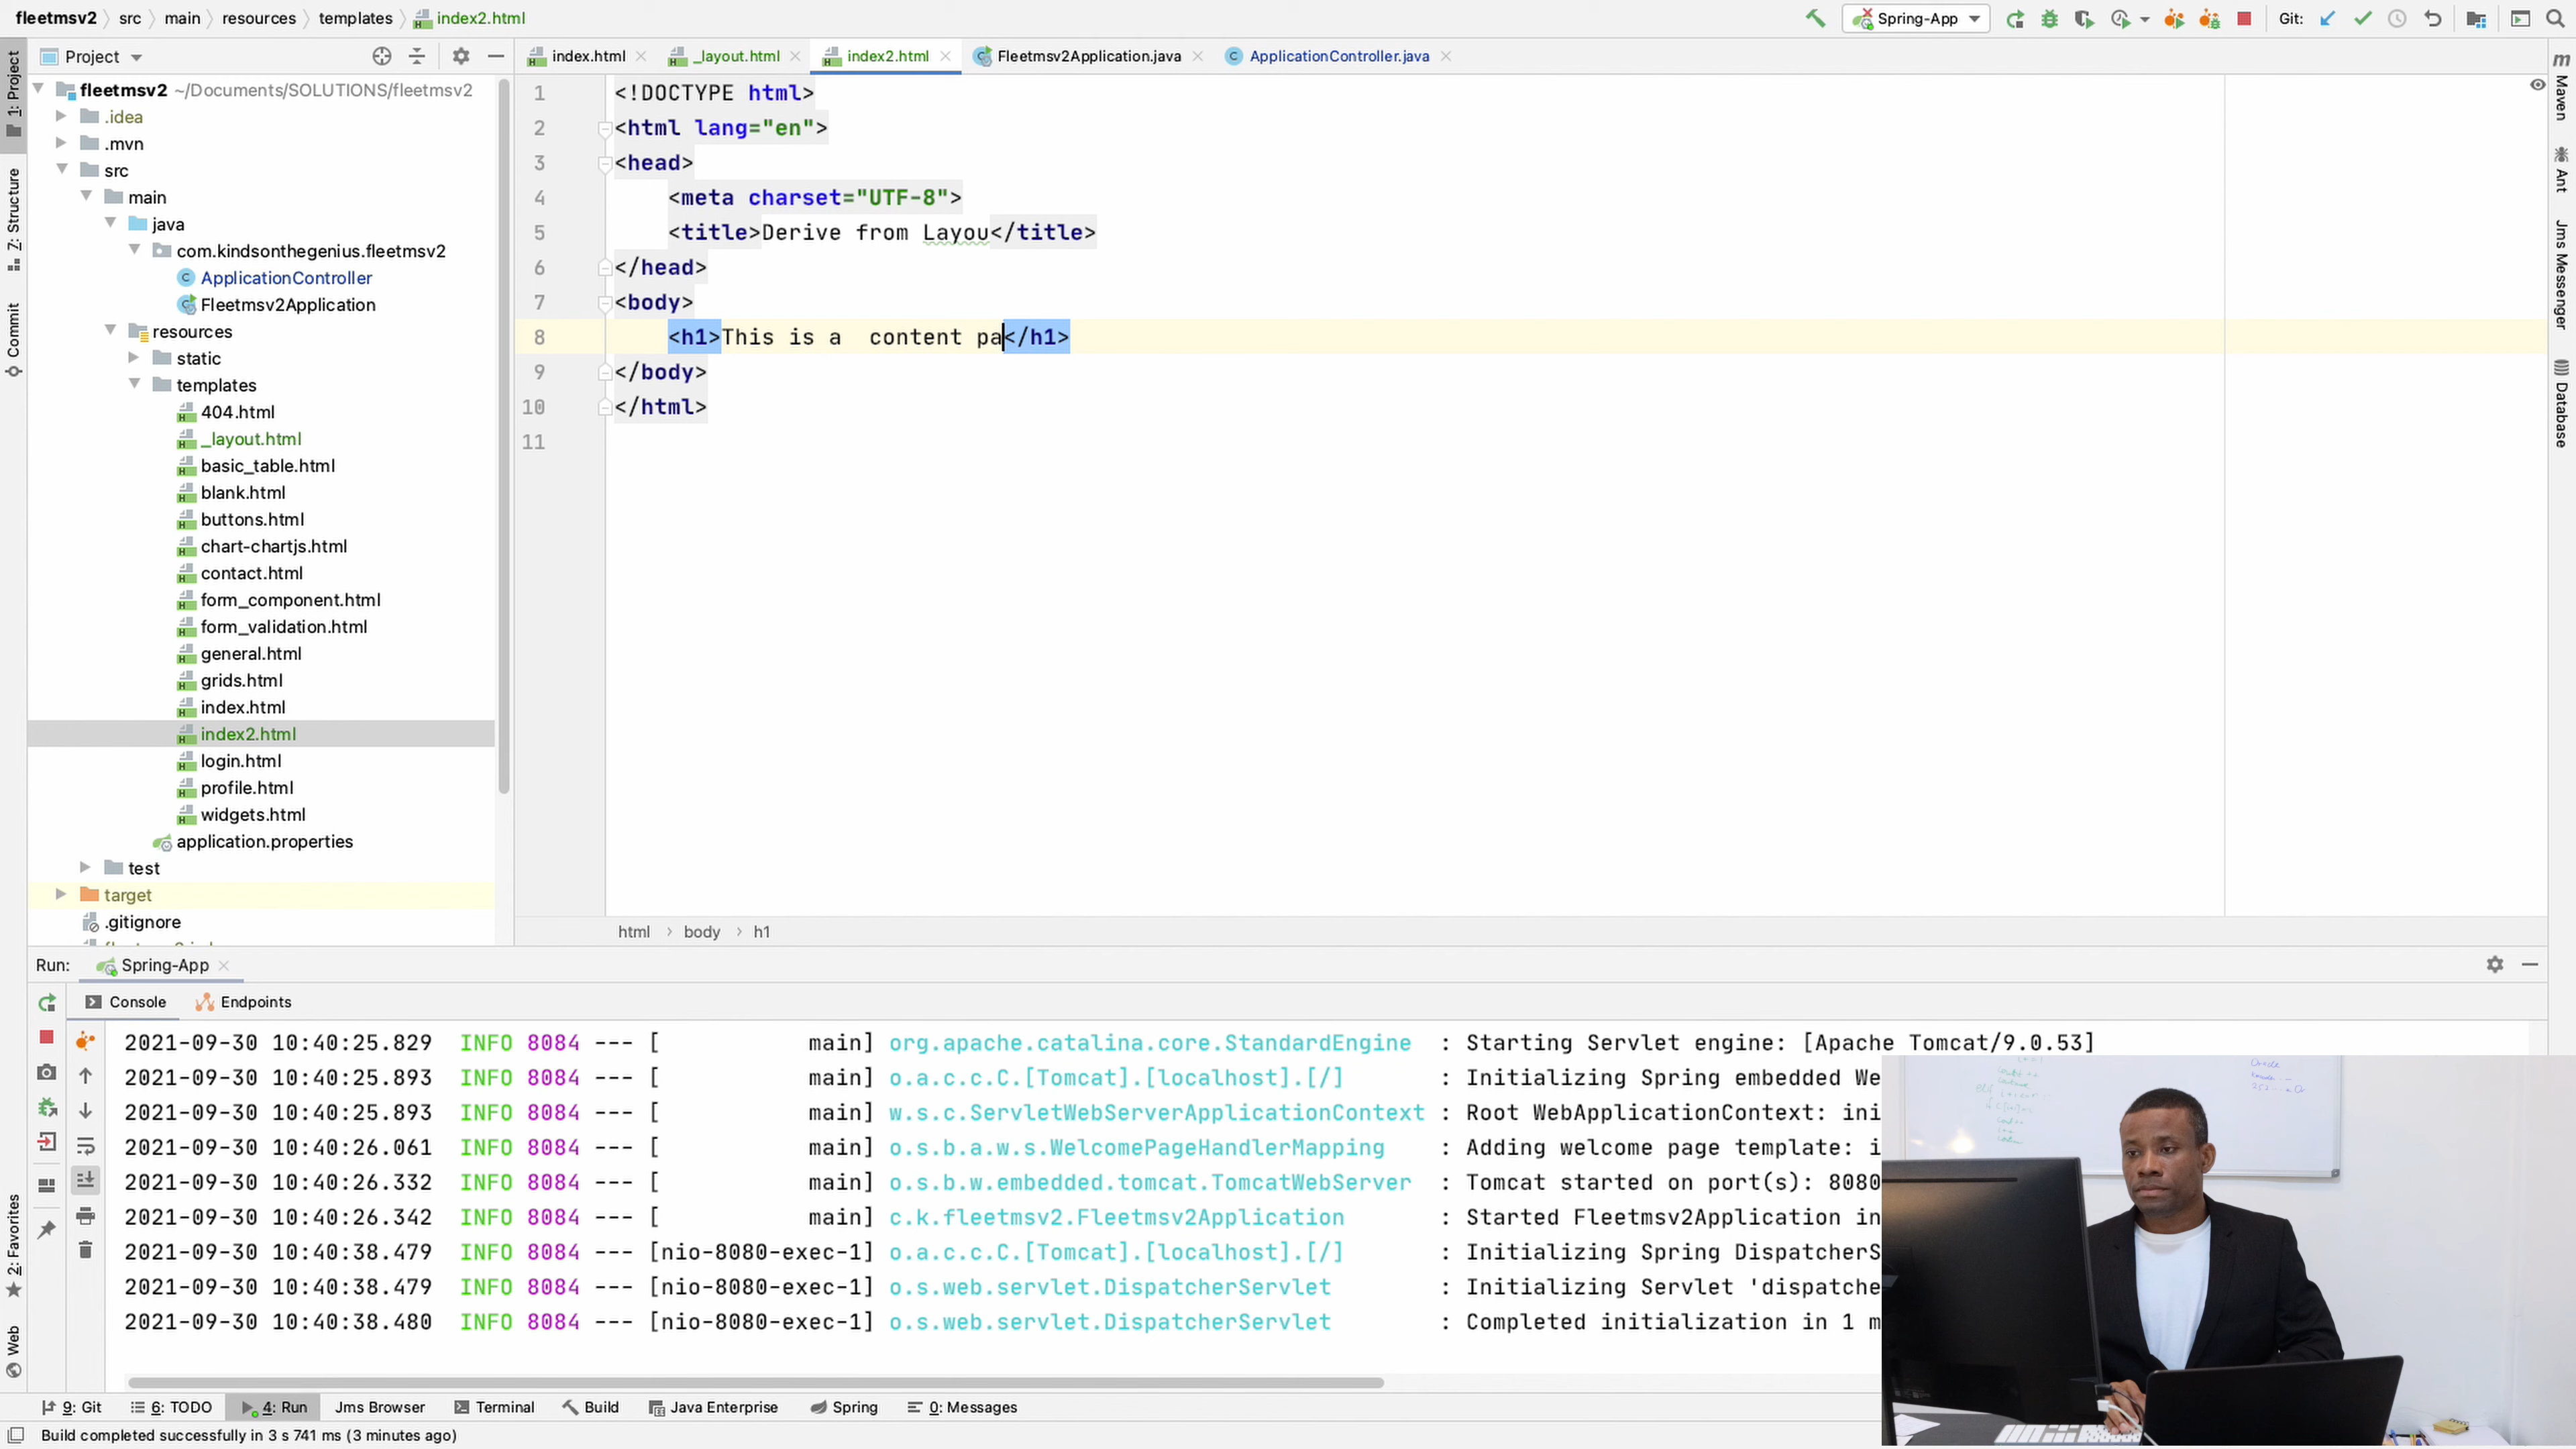 fleetmsv2 src main resources templates index2.html
Spring-App Git:
Project
index.html _layout.html index2.html Fleetmsv2Application.java ApplicationController.java
1: Project
Z: Structure
Commit
2: Favorites
Web
fleetmsv2 ~/Documents/SOLUTIONS/fleetmsv2
.idea
.mvn
src
main
java
com.kindsonthegenius.fleetmsv2
ApplicationController
Fleetmsv2Application
resources
static
templates
404.html
_layout.html
basic_table.html
blank.html
buttons.html
chart-chartjs.html
contact.html
form_component.html
form_validation.html
general.html
grids.html
index.html
index2.html
login.html
profile.html
widgets.html
application.properties
test
target
.gitignore
1 <!DOCTYPE html>
2 <html lang="en">
3 <head>
4 <meta charset="UTF-8">
5 <title>Derive from Layou</title>
6 </head>
7 <body>
8 <h1>This is a  content pa</h1>
9 </body>
10 </html>
11
html body h1
Maven
Ant
Jms Messenger
Database
Run: Spring-App
Console Endpoints
2021-09-30 10:40:25.829 INFO 8084 --- [ main] org.apache.catalina.core.StandardEngine : Starting Servlet engine: [Apache Tomcat/9.0.53]
2021-09-30 10:40:25.893 INFO 8084 --- [ main] o.a.c.c.C.[Tomcat].[localhost].[/] : Initializing Spring embedded We
2021-09-30 10:40:25.893 INFO 8084 --- [ main] w.s.c.ServletWebServerApplicationContext : Root WebApplicationContext: ini
2021-09-30 10:40:26.061 INFO 8084 --- [ main] o.s.b.a.w.s.WelcomePageHandlerMapping : Adding welcome page template: i
2021-09-30 10:40:26.332 INFO 8084 --- [ main] o.s.b.w.embedded.tomcat.TomcatWebServer : Tomcat started on port(s): 8080
2021-09-30 10:40:26.342 INFO 8084 --- [ main] c.k.fleetmsv2.Fleetmsv2Application : Started Fleetmsv2Application in
2021-09-30 10:40:38.479 INFO 8084 --- [nio-8080-exec-1] o.a.c.c.C.[Tomcat].[localhost].[/] : Initializing Spring DispatcherS
2021-09-30 10:40:38.479 INFO 8084 --- [nio-8080-exec-1] o.s.web.servlet.DispatcherServlet : Initializing Servlet 'dispatche
2021-09-30 10:40:38.480 INFO 8084 --- [nio-8080-exec-1] o.s.web.servlet.DispatcherServlet : Completed initialization in 1 m
9: Git 6: TODO 4: Run Jms Browser Terminal Build Java Enterprise Spring 0: Messages
Build completed successfully in 3 s 741 ms (3 minutes ago)